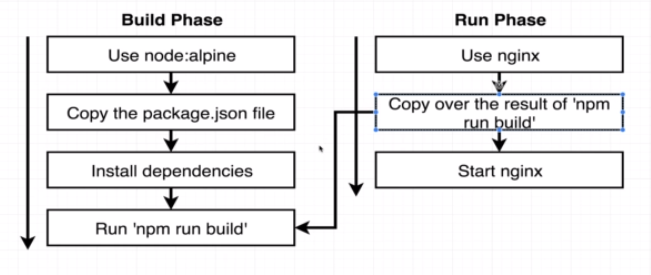 Build Phase
Use node:alpine
Copy the package.json file
Install dependencies
Run 'npm run build'
Run Phase
Use nginx
Copy over the result of 'npm
run build'
Start nginx